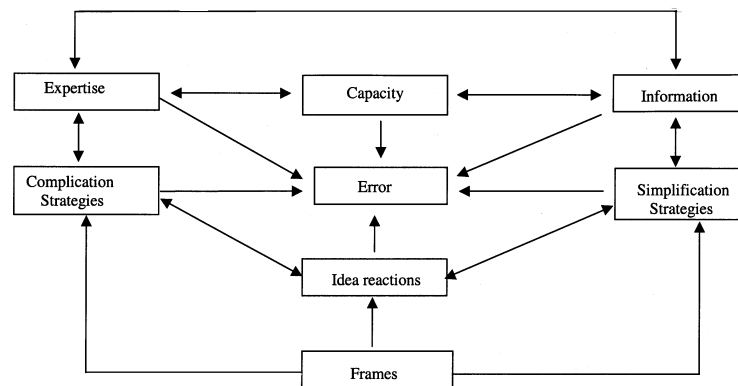 Expertise
Capacity
Information
Complication
Strategies
Error
Simplification
Strategies
Idea reactions
Frames